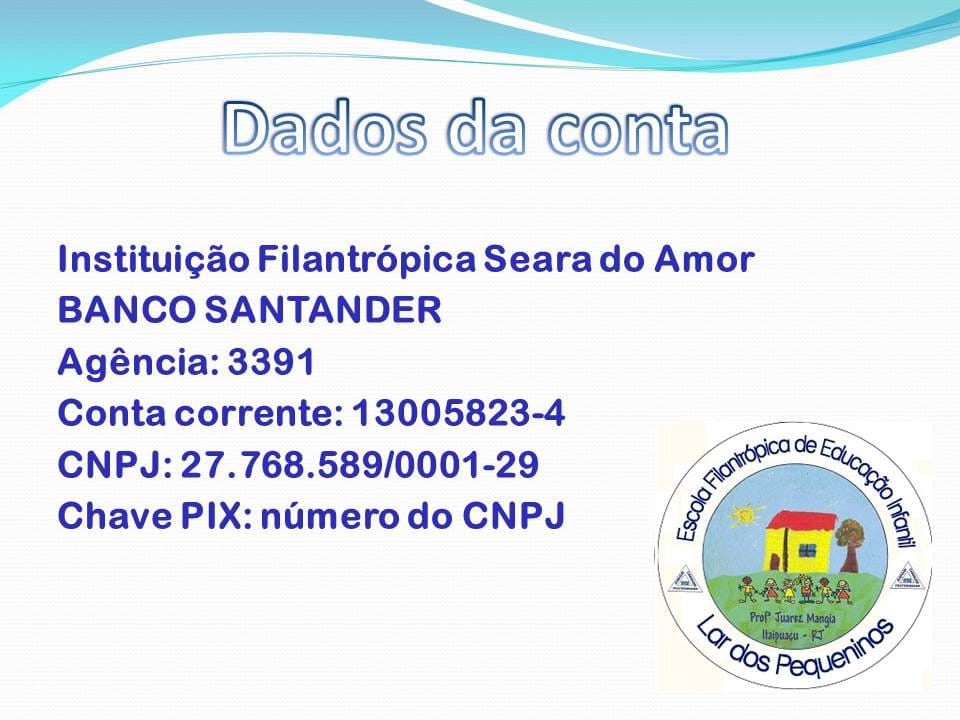 Dados da conta
Instituição Filantrópica Seara do Amor
BANCO SANTANDER
Agência: 3391
Conta corrente: 13005823-4
CNPJ: 27.768.589/0001-29
Chave PIX: número do CNPJ
Escola Filantrópica de Educação Infantil
Profº Juarez Mangia
Itaipuaçu - RJ
Lar dos Pequeninos